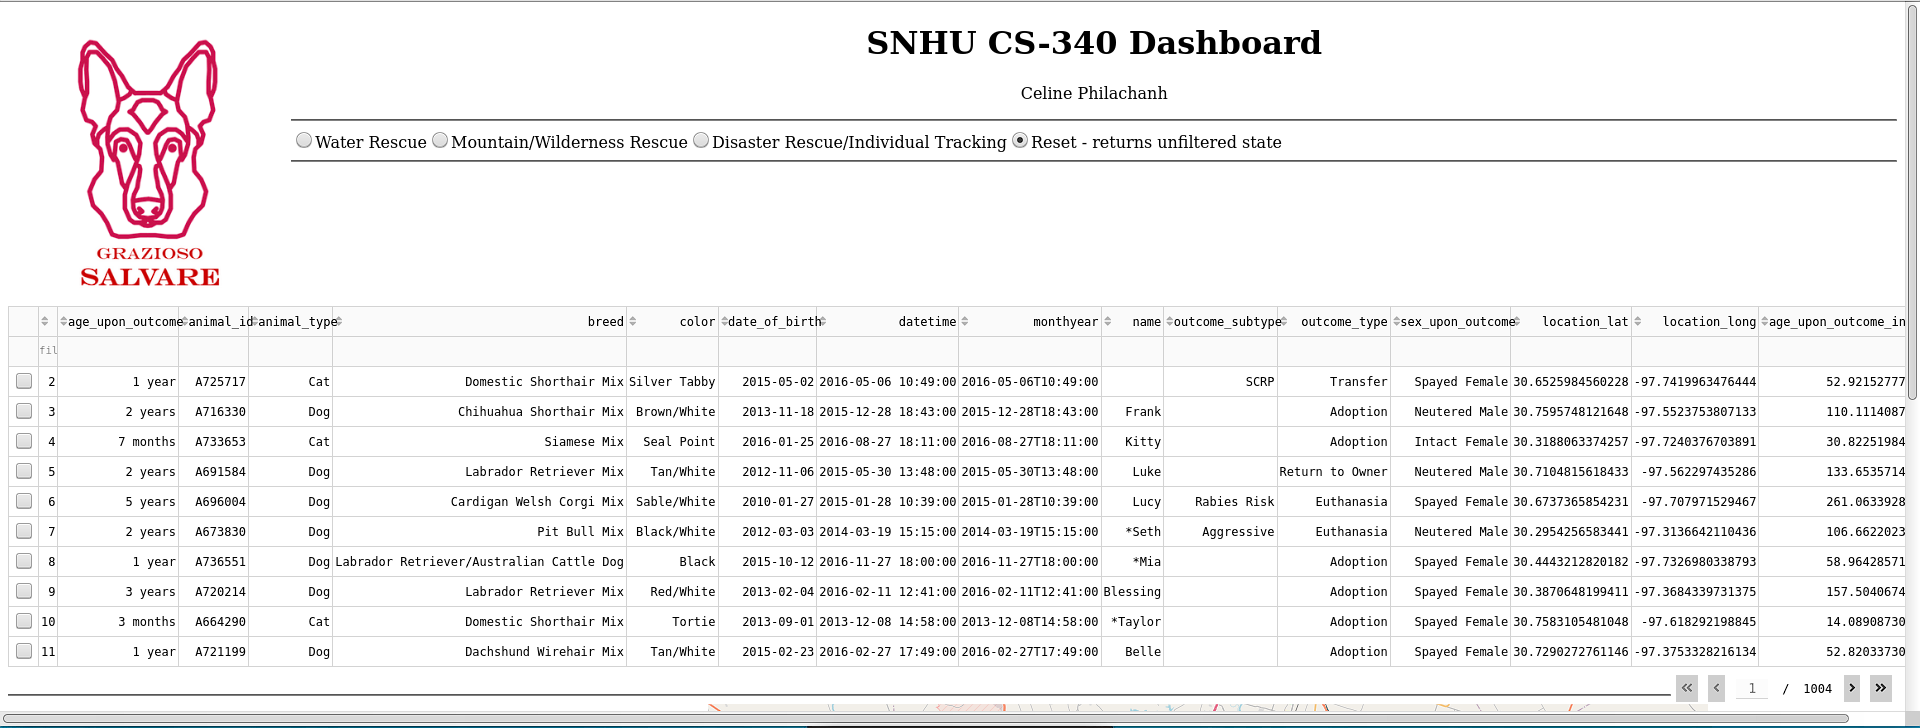 SNHU CS-340 Dashboard
Celine Philachanh
Water Rescue Mountain/Wilderness Rescue Disaster Rescue/Individual Tracking Reset - returns unfiltered state
GRAZIOSO
SALVARE
age_upon_outcome animal_id animal_type breed color date_of_birth datetime monthyear name outcome_subtype outcome_type sex_upon_outcome location_lat location_long age_upon_outcome_in
fil
2 1 year A725717 Cat Domestic Shorthair Mix Silver Tabby 2015-05-02 2016-05-06 10:49:00 2016-05-06T10:49:00 SCRP Transfer Spayed Female 30.6525984560228 -97.7419963476444 52.92152777
3 2 years A716330 Dog Chihuahua Shorthair Mix Brown/White 2013-11-18 2015-12-28 18:43:00 2015-12-28T18:43:00 Frank Adoption Neutered Male 30.7595748121648 -97.5523753807133 110.1114087
4 7 months A733653 Cat Siamese Mix Seal Point 2016-01-25 2016-08-27 18:11:00 2016-08-27T18:11:00 Kitty Adoption Intact Female 30.3188063374257 -97.7240376703891 30.82251984
5 2 years A691584 Dog Labrador Retriever Mix Tan/White 2012-11-06 2015-05-30 13:48:00 2015-05-30T13:48:00 Luke Return to Owner Neutered Male 30.7104815618433 -97.562297435286 133.6535714
6 5 years A696004 Dog Cardigan Welsh Corgi Mix Sable/White 2010-01-27 2015-01-28 10:39:00 2015-01-28T10:39:00 Lucy Rabies Risk Euthanasia Spayed Female 30.6737365854231 -97.707971529467 261.0633928
7 2 years A673830 Dog Pit Bull Mix Black/White 2012-03-03 2014-03-19 15:15:00 2014-03-19T15:15:00 *Seth Aggressive Euthanasia Neutered Male 30.2954256583441 -97.3136642110436 106.6622023
8 1 year A736551 Dog Labrador Retriever/Australian Cattle Dog Black 2015-10-12 2016-11-27 18:00:00 2016-11-27T18:00:00 *Mia Adoption Spayed Female 30.4443212820182 -97.7326980338793 58.96428571
9 3 years A720214 Dog Labrador Retriever Mix Red/White 2013-02-04 2016-02-11 12:41:00 2016-02-11T12:41:00 Blessing Adoption Spayed Female 30.3870648199411 -97.3684339731375 157.5040674
10 3 months A664290 Cat Domestic Shorthair Mix Tortie 2013-09-01 2013-12-08 14:58:00 2013-12-08T14:58:00 *Taylor Adoption Spayed Female 30.7583105481048 -97.618292198845 14.08908730
11 1 year A721199 Dog Dachshund Wirehair Mix Tan/White 2015-02-23 2016-02-27 17:49:00 2016-02-27T17:49:00 Belle Adoption Spayed Female 30.7290272761146 -97.3753328216134 52.82033730
1 / 1004